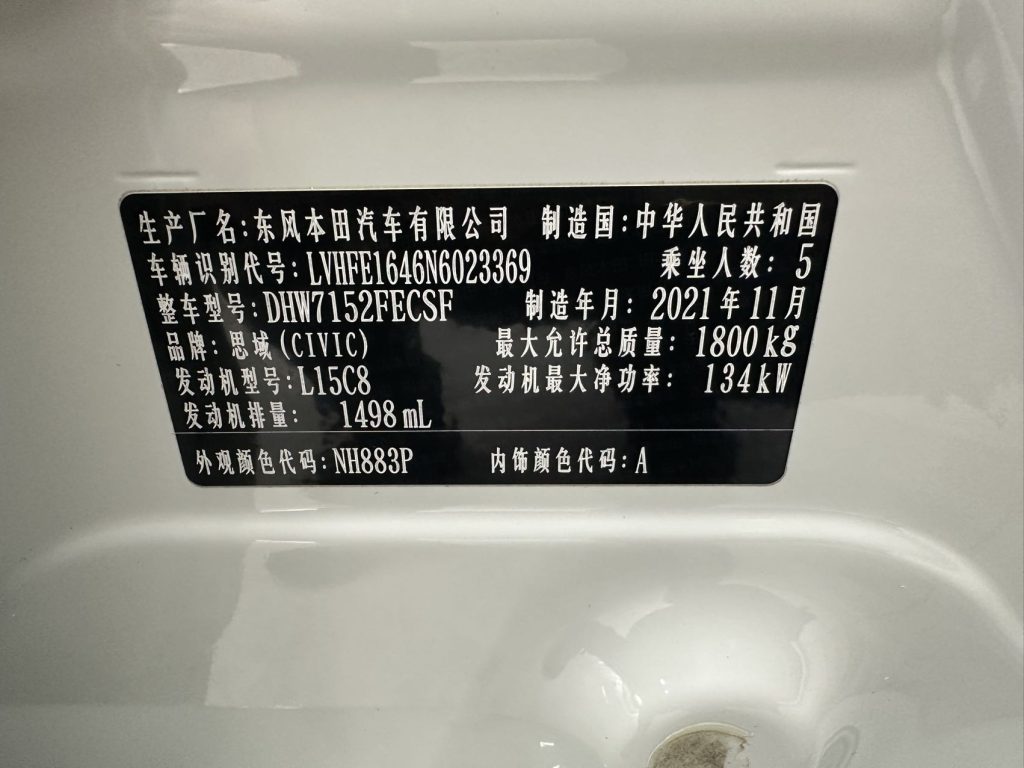 生产厂名:东风本田汽车有限公司 制造国:中华人民共和国
车辆识别代号:LVHFE1646N6023369 乘坐人数:5
整车型号:DHW7152FECSF 制造年月:2021年11月
品牌:思域(CIVIC) 最大允许总质量:1800kg
发动机型号:L15C8 发动机最大净功率:134kW
发动机排量: 1498mL
外观颜色代码:NH883P 内饰颜色代码:A